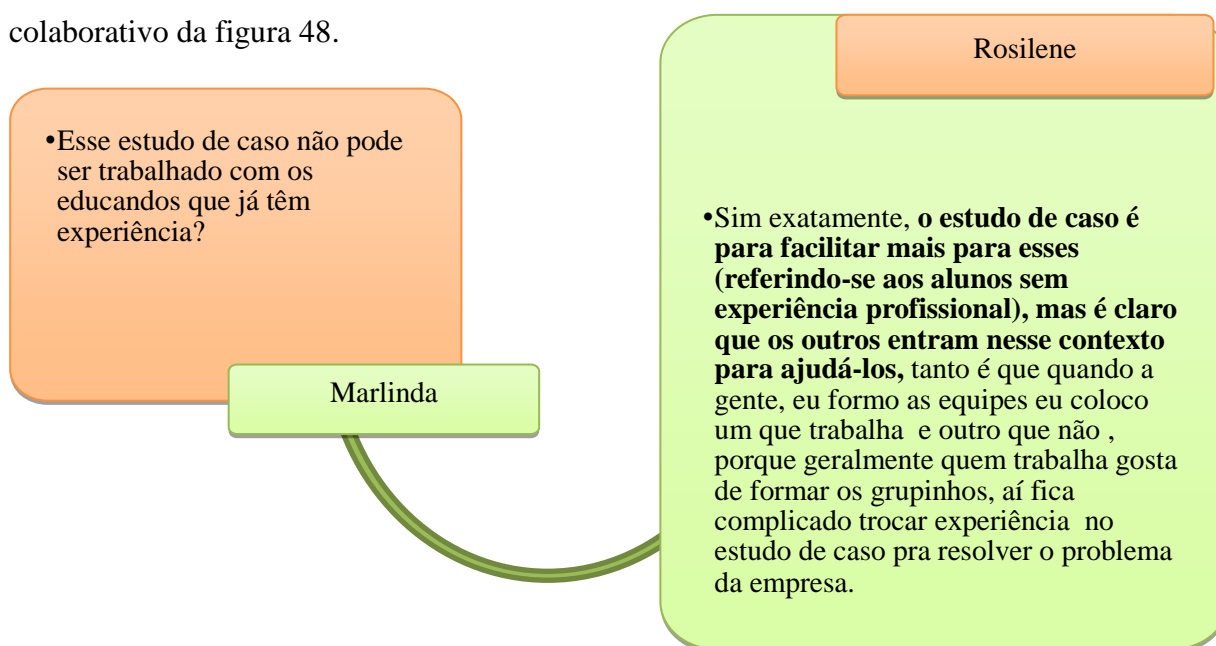 colaborativo da figura 48.
•Esse estudo de caso não pode
ser trabalhado com os
educandos que já têm
experiência?
Marlinda
Rosilene
•Sim exatamente, o estudo de caso é
para facilitar mais para esses
(referindo-se aos alunos sem
experiência profissional), mas é claro
que os outros entram nesse contexto
para ajudá-los, tanto é que quando a
gente, eu formo as equipes eu coloco
um que trabalha e outro que não ,
porque geralmente quem trabalha gosta
de formar os grupinhos, aí fica
complicado trocar experiência no
estudo de caso pra resolver o problema
da empresa.